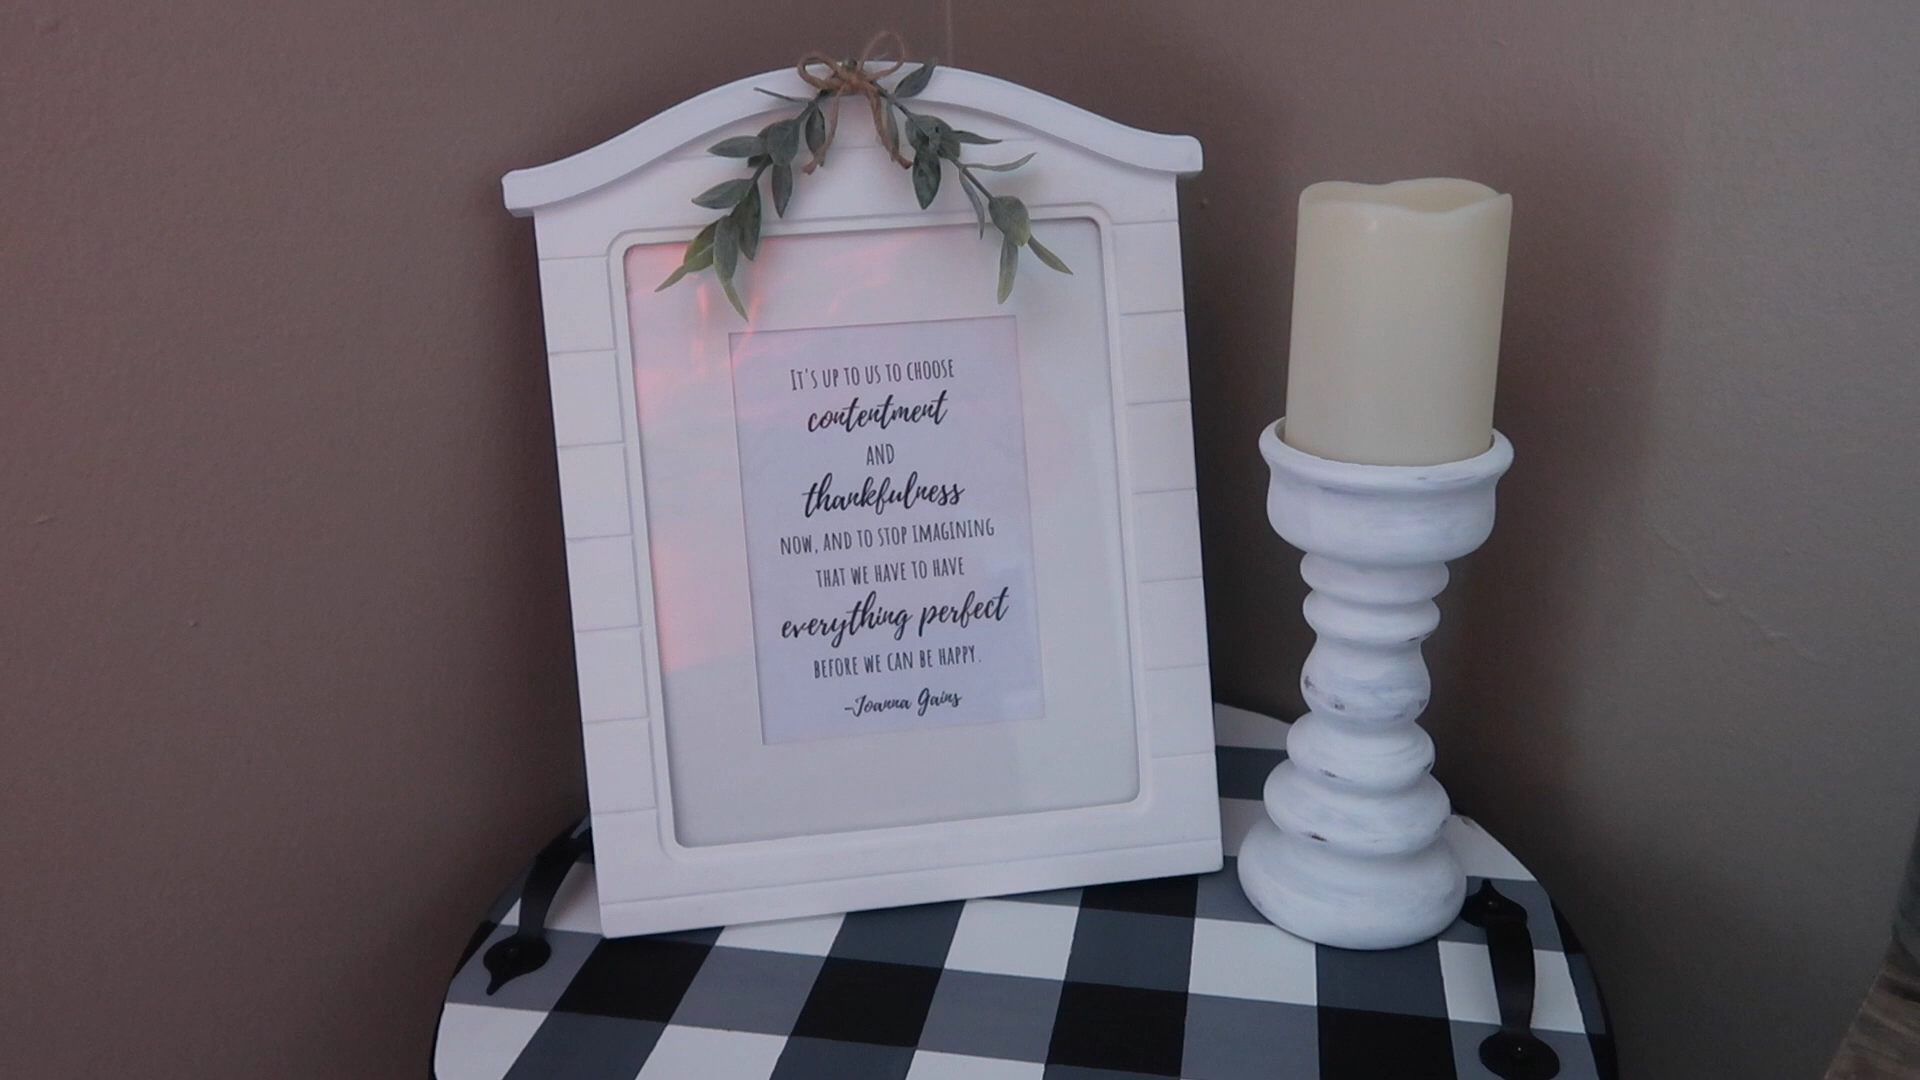 IT'S UP TO US TO CHOOSE
contentment
AND
thankfulness
NOW, AND TO STOP IMAGINING
THAT WE HAVE TO HAVE
everything perfect
BEFORE WE CAN BE HAPPY.
-Joanna Gains